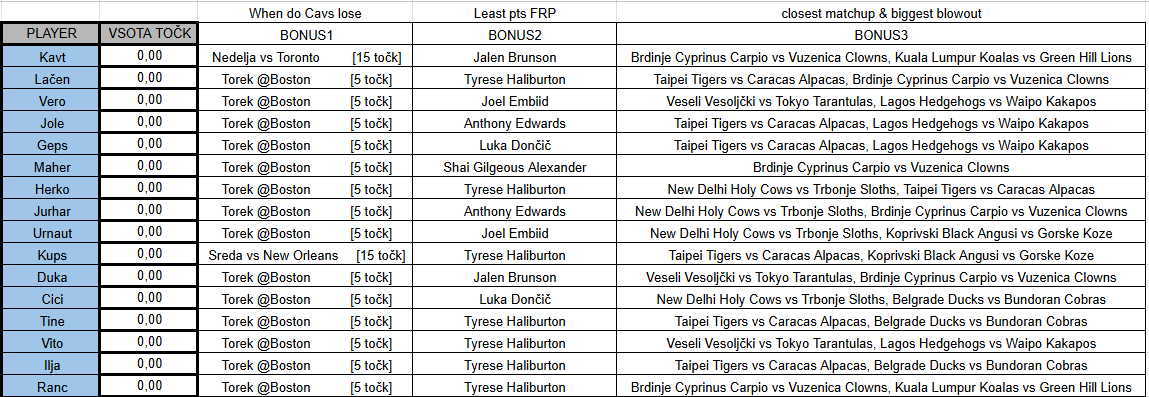 When do Cavs lose Least pts FRP closest matchup & biggest blowout
PLAYER VSOTA TOČK BONUS1 BONUS2 BONUS3
Kavt 0,00 Nedelja vs Toronto [15 točk] Jalen Brunson Brdinje Cyprinus Carpio vs Vuzenica Clowns, Kuala Lumpur Koalas vs Green Hill Lions
Lačen 0,00 Torek @Boston [5 točk] Tyrese Haliburton Taipei Tigers vs Caracas Alpacas, Brdinje Cyprinus Carpio vs Vuzenica Clowns
Vero 0,00 Torek @Boston [5 točk] Joel Embiid Veseli Vesoljčki vs Tokyo Tarantulas, Lagos Hedgehogs vs Waipo Kakapos
Jole 0,00 Torek @Boston [5 točk] Anthony Edwards Taipei Tigers vs Caracas Alpacas, Lagos Hedgehogs vs Waipo Kakapos
Geps 0,00 Torek @Boston [5 točk] Luka Dončič Taipei Tigers vs Caracas Alpacas, Lagos Hedgehogs vs Waipo Kakapos
Maher 0,00 Torek @Boston [5 točk] Shai Gilgeous Alexander Brdinje Cyprinus Carpio vs Vuzenica Clowns
Herko 0,00 Torek @Boston [5 točk] Tyrese Haliburton New Delhi Holy Cows vs Trbonje Sloths, Taipei Tigers vs Caracas Alpacas
Jurhar 0,00 Torek @Boston [5 točk] Anthony Edwards New Delhi Holy Cows vs Trbonje Sloths, Brdinje Cyprinus Carpio vs Vuzenica Clowns
Urnaut 0,00 Torek @Boston [5 točk] Joel Embiid New Delhi Holy Cows vs Trbonje Sloths, Koprivski Black Angusi vs Gorske Koze
Kups 0,00 Sreda vs New Orleans [15 točk] Tyrese Haliburton Taipei Tigers vs Caracas Alpacas, Koprivski Black Angusi vs Gorske Koze
Duka 0,00 Torek @Boston [5 točk] Jalen Brunson Veseli Vesoljčki vs Tokyo Tarantulas, Brdinje Cyprinus Carpio vs Vuzenica Clowns
Cici 0,00 Torek @Boston [5 točk] Luka Dončič New Delhi Holy Cows vs Trbonje Sloths, Belgrade Ducks vs Bundoran Cobras
Tine 0,00 Torek @Boston [5 točk] Tyrese Haliburton Taipei Tigers vs Caracas Alpacas, Belgrade Ducks vs Bundoran Cobras
Vito 0,00 Torek @Boston [5 točk] Tyrese Haliburton Veseli Vesoljčki vs Tokyo Tarantulas, Lagos Hedgehogs vs Waipo Kakapos
Ilja 0,00 Torek @Boston [5 točk] Tyrese Haliburton Taipei Tigers vs Caracas Alpacas, Belgrade Ducks vs Bundoran Cobras
Ranc 0,00 Torek @Boston [5 točk] Tyrese Haliburton Brdinje Cyprinus Carpio vs Vuzenica Clowns, Kuala Lumpur Koalas vs Green Hill Lions